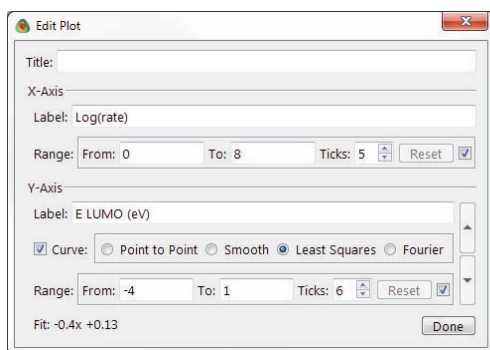 Edit Plot
Title:
X-Axis
Label: Log(rate)
Range: From: 0 To: 8 Ticks: 5 Reset
Y-Axis
Label: E LUMO (eV)
Curve: Point to Point Smooth Least Squares Fourier
Range: From: -4 To: 1 Ticks: 6 Reset
Fit: -0.4x +0.13 Done